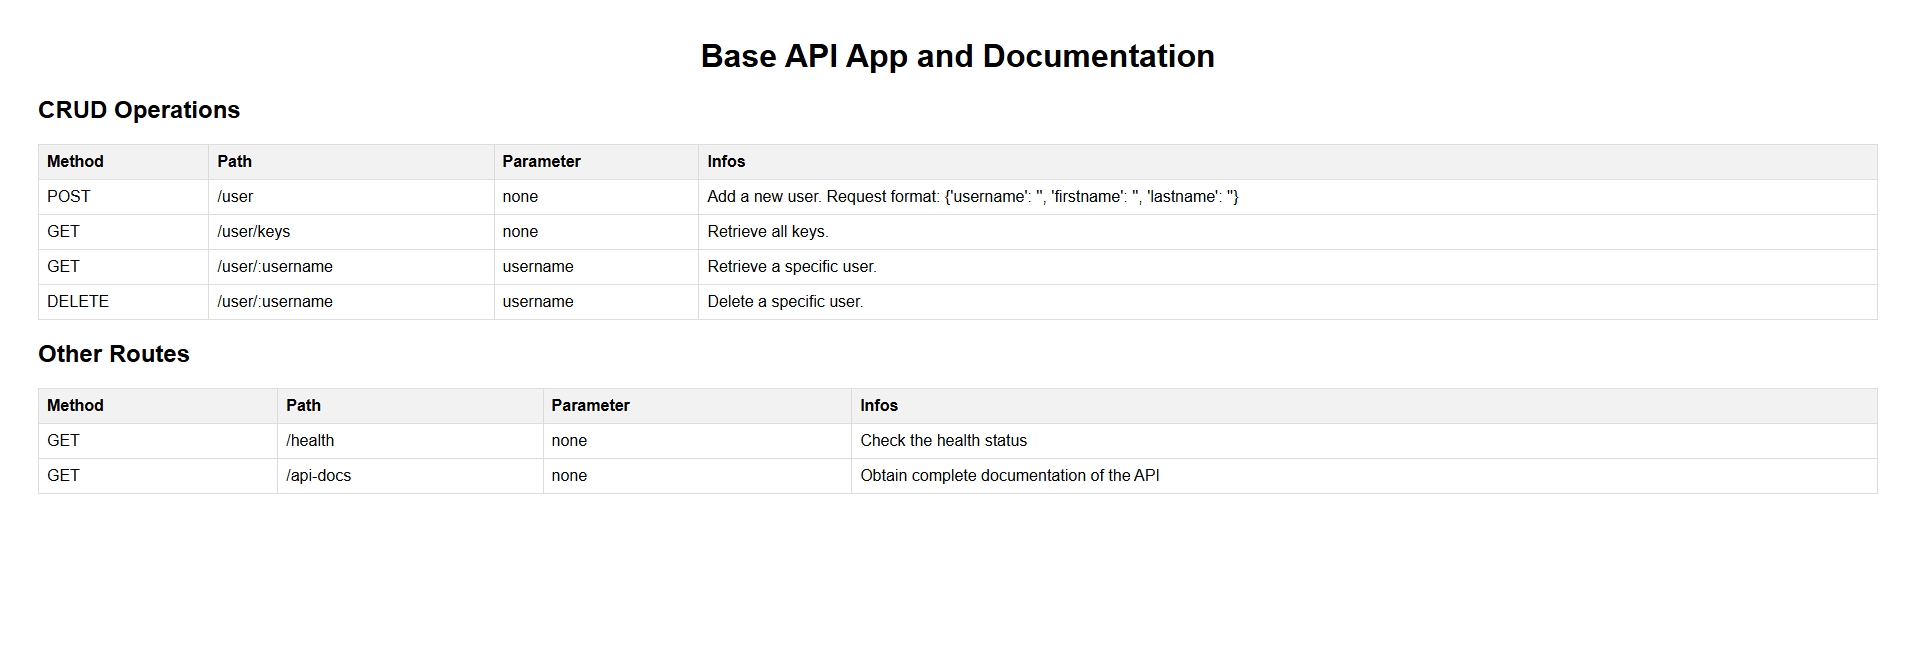 Base API App and Documentation
CRUD Operations
Method Path Parameter Infos
POST /user none Add a new user. Request format: {'username': '', 'firstname': '', 'lastname': ''}
GET /user/keys none Retrieve all keys.
GET /user/:username username Retrieve a specific user.
DELETE /user/:username username Delete a specific user.
Other Routes
Method Path Parameter Infos
GET /health none Check the health status
GET /api-docs none Obtain complete documentation of the API